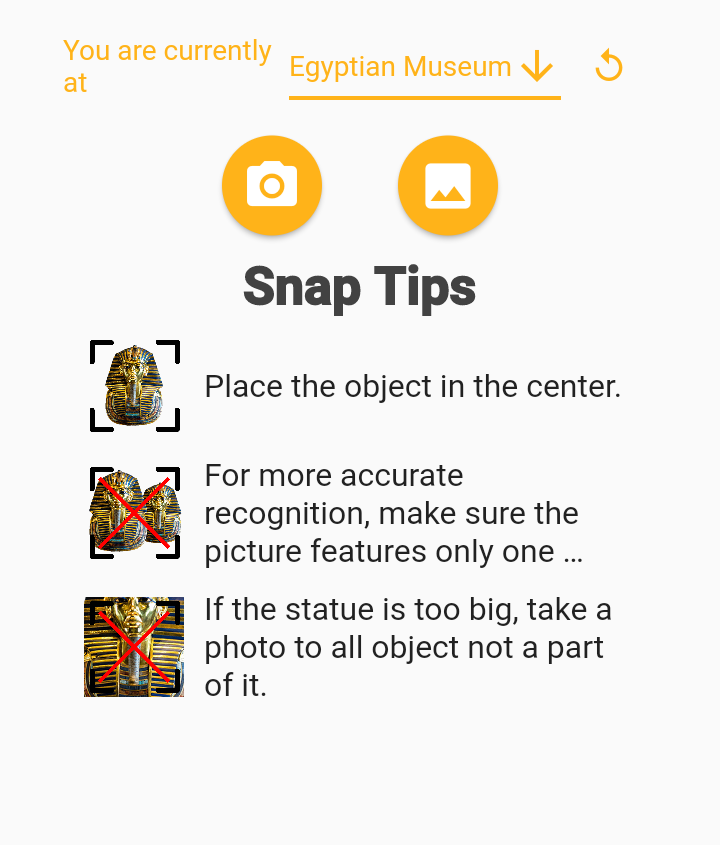 You are currently
at
Egyptian Museum
Snap Tips
Place the object in the center.
For more accurate
recognition, make sure the
picture features only one ...
If the statue is too big, take a
photo to all object not a part
of it.